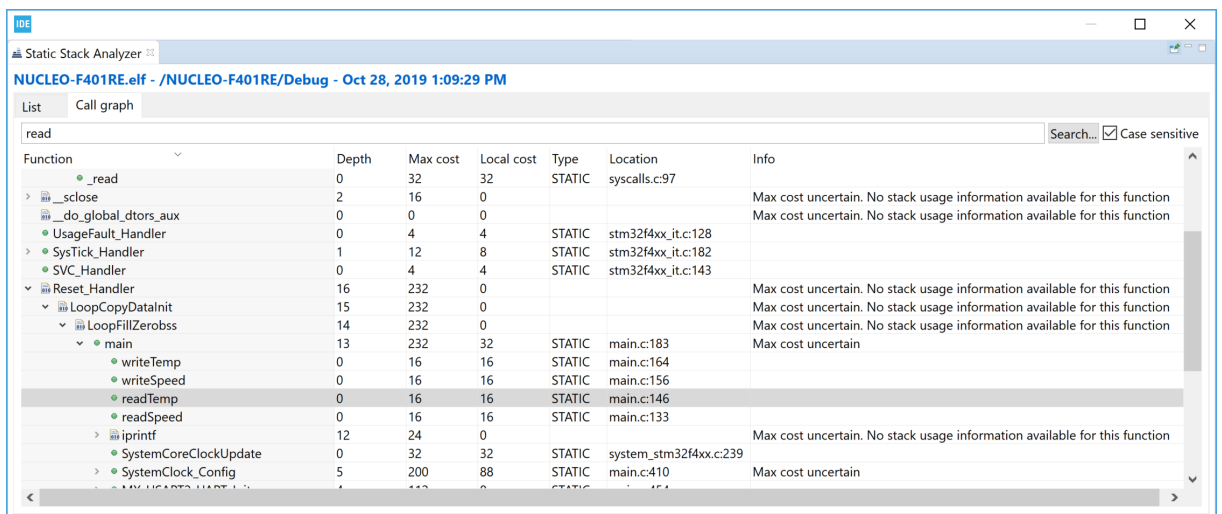 IDE
Static Stack Analyzer
NUCLEO-F401RE.elf - /NUCLEO-F401RE/Debug - Oct 28, 2019 1:09:29 PM
List Call graph
read Search... Case sensitive
Function Depth Max cost Local cost Type Location Info
_read 0 32 32 STATIC syscalls.c:97
__sclose 2 16 0 Max cost uncertain. No stack usage information available for this function
__do_global_dtors_aux 0 0 0 Max cost uncertain. No stack usage information available for this function
UsageFault_Handler 0 4 4 STATIC stm32f4xx_it.c:128
SysTick_Handler 1 12 8 STATIC stm32f4xx_it.c:182
SVC_Handler 0 4 4 STATIC stm32f4xx_it.c:143
Reset_Handler 16 232 0 Max cost uncertain. No stack usage information available for this function
LoopCopyDataInit 15 232 0 Max cost uncertain. No stack usage information available for this function
LoopFillZerobss 14 232 0 Max cost uncertain. No stack usage information available for this function
main 13 232 32 STATIC main.c:183 Max cost uncertain
writeTemp 0 16 16 STATIC main.c:164
writeSpeed 0 16 16 STATIC main.c:156
readTemp 0 16 16 STATIC main.c:146
readSpeed 0 16 16 STATIC main.c:133
iprintf 12 24 0 Max cost uncertain. No stack usage information available for this function
SystemCoreClockUpdate 0 32 32 STATIC system_stm32f4xx.c:239
SystemClock_Config 5 200 88 STATIC main.c:410 Max cost uncertain